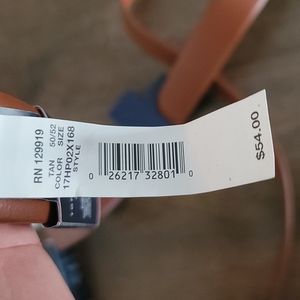 RN 129919
TAN 50/52
COLOR SIZE
17HP02X168
STYLE
0 26217 32801 0
$54.00